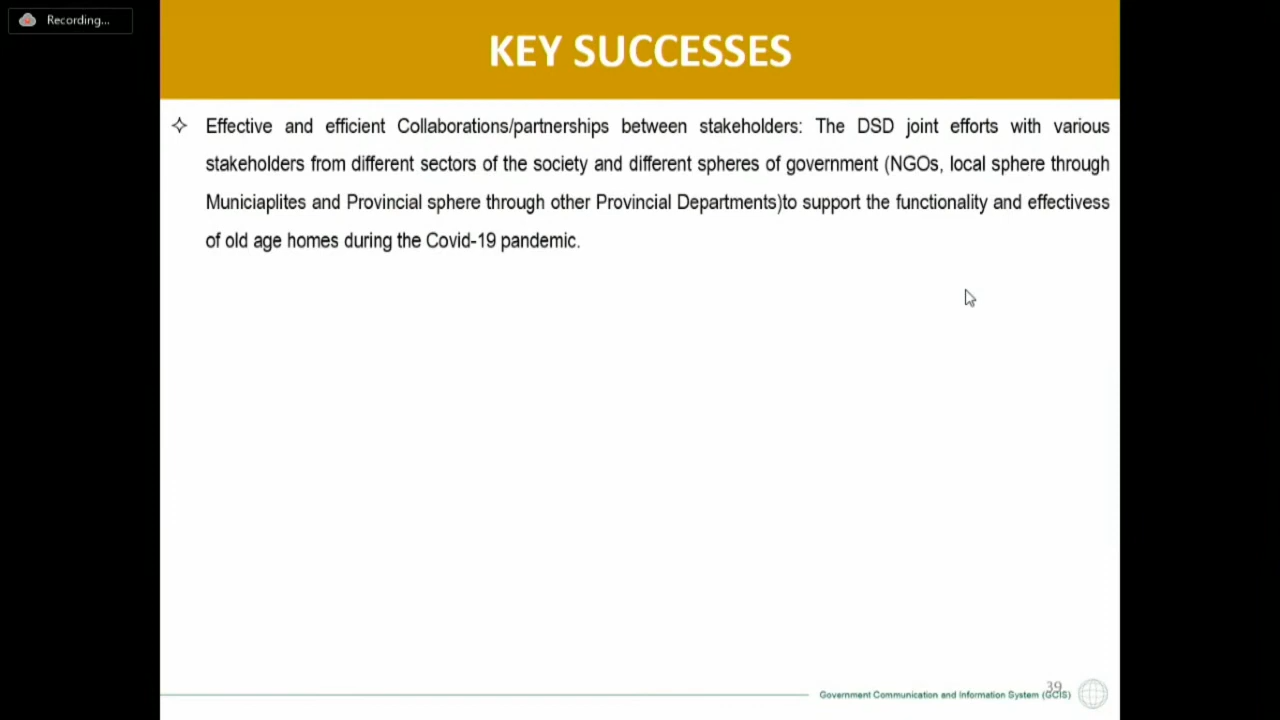 Recording...
KEY SUCCESSES
Effective and efficient Collaborations/partnerships between stakeholders: The DSD joint efforts with various
stakeholders from different sectors of the society and different spheres of government (NGOs, local sphere through
Municiaplites and Provincial sphere through other Provincial Departments)to support the functionality and effectivess
of old age homes during the Covid-19 pandemic.
39
Government Communication and Information System (GCIS)